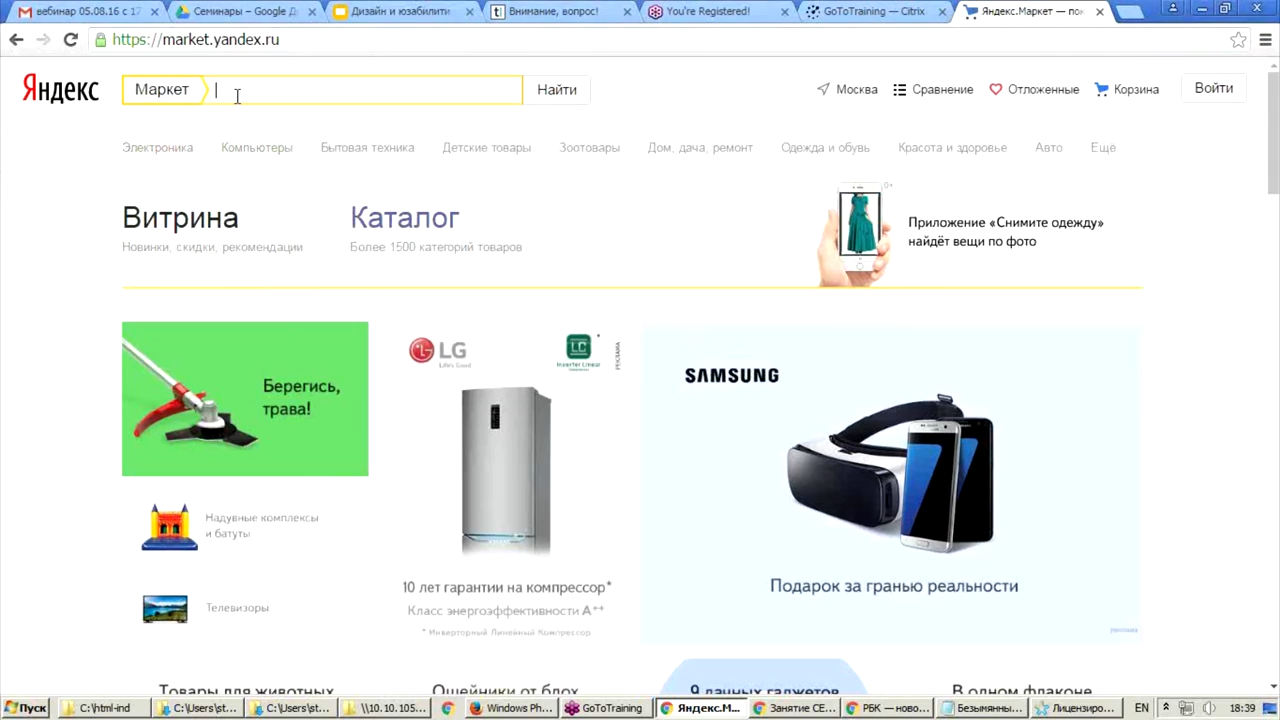 вебинар 05.08.16 с 17
Семинары – Google Д
Дизайн и юзабилити
Внимание, вопрос!
You're Registered!
GoToTraining — Citrix
Яндекс.Маркет — по
https://market.yandex.ru
Яндекс
Маркет
Найти
Москва
Сравнение
Отложенные
Корзина
Войти
Электроника
Компьютеры
Бытовая техника
Детские товары
Зоотовары
Дом, дача, ремонт
Одежда и обувь
Красота и здоровье
Авто
Ещё
Витрина
Новинки, скидки, рекомендации
Каталог
Более 1500 категорий товаров
0+
Приложение «Снимите одежду»
найдёт вещи по фото
Берегись,
трава!
Надувные комплексы
и батуты
Телевизоры
LG
Life's Good
LC
Inverter Linear
РЕКЛАМА
10 лет гарантии на компрессор*
Класс энергоэффективности А++
* Инверторный Линейный Компрессор
SAMSUNG
Подарок за гранью реальности
реклама
Товары для животных
Ошейники от блох
9 дачных гаджетов
В одном флаконе
Пуск
C:\html-ind
C:\Users\st...
C:\Users\st...
\\10.10.105...
EN
Windows Ph...
GoToTraining
Яндекс.М...
Занятие CE...
РБК — ново...
Безымянны...
Лицензиро...
18:39